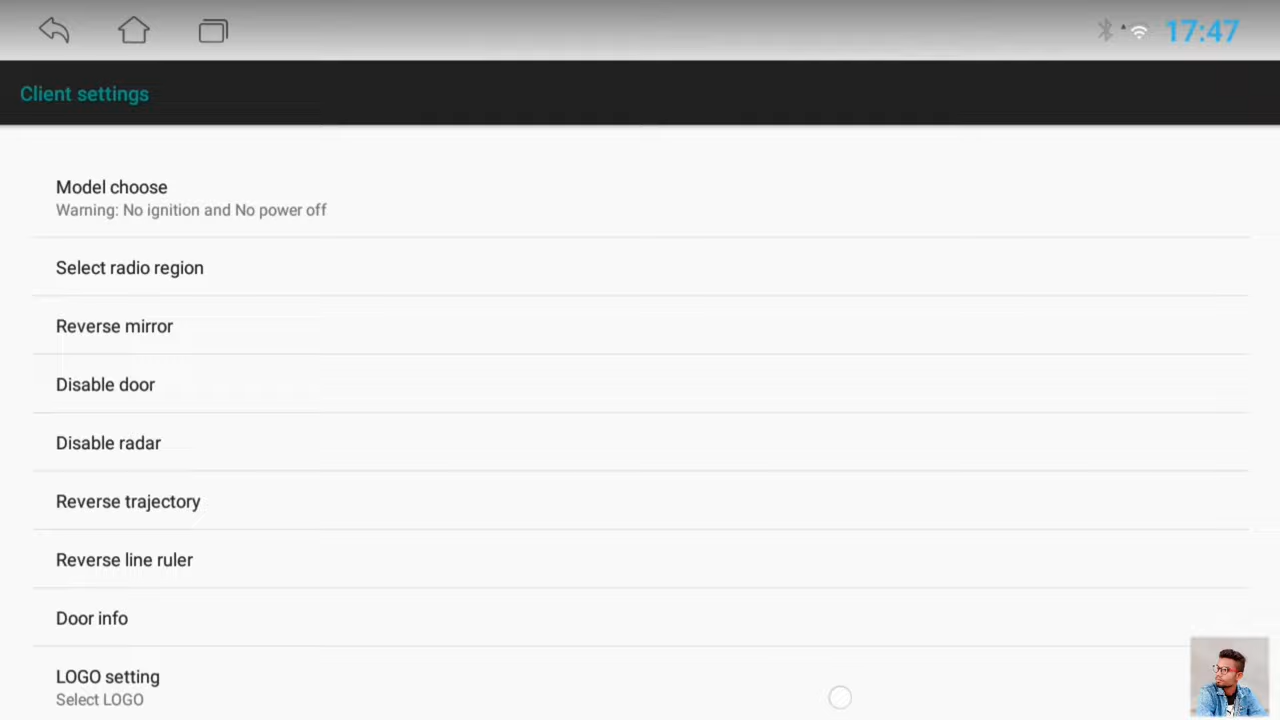 17:47
Client settings
Model choose
Warning: No ignition and No power off
Select radio region
Reverse mirror
Disable door
Disable radar
Reverse trajectory
Reverse line ruler
Door info
LOGO setting
Select LOGO